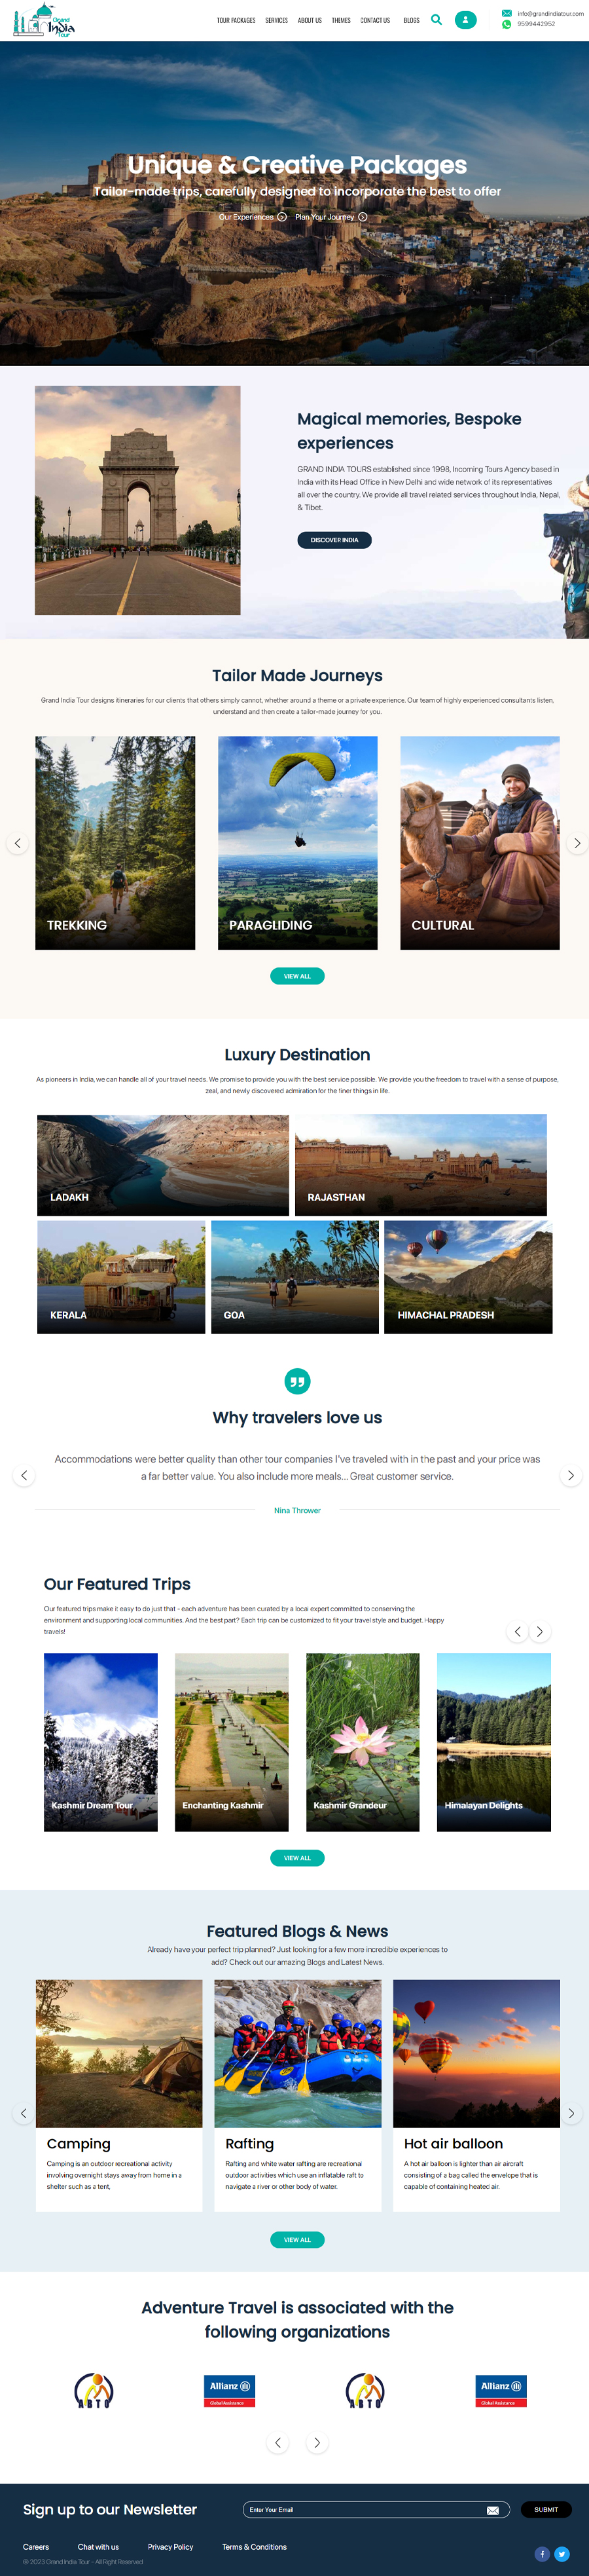 Grand
India
Tour
TOUR PACKAGES SERVICES ABOUT US THEMES CONTACT US BLOGS
info@grandindiatour.com
9599442952
Unique & Creative Packages
Tailor-made trips, carefully designed to incorporate the best to offer
Our Experiences Plan Your Journey
Magical memories, Bespoke
experiences
GRAND INDIA TOURS established since 1998, Incoming Tours Agency based in
India with its Head Office in New Delhi and wide network of its representatives
all over the country. We provide all travel related services throughout India, Nepal,
& Tibet.
DISCOVER INDIA
Tailor Made Journeys
Grand India Tour designs itineraries for our clients that others simply cannot, whether around a theme or a private experience. Our team of highly experienced consultants listen,
understand and then create a tailor-made journey for you.
TREKKING
PARAGLIDING
CULTURAL
VIEW ALL
Luxury Destination
As pioneers in India, we can handle all of your travel needs. We promise to provide you with the best service possible. We provide you the freedom to travel with a sense of purpose,
zeal, and newly discovered admiration for the finer things in life.
LADAKH
RAJASTHAN
KERALA
GOA
HIMACHAL PRADESH
Why travelers love us
Accommodations were better quality than other tour companies I've traveled with in the past and your price was
a far better value. You also include more meals... Great customer service.
Nina Thrower
Our Featured Trips
Our featured trips make it easy to do just that - each adventure has been curated by a local expert committed to conserving the
environment and supporting local communities. And the best part? Each trip can be customized to fit your travel style and budget. Happy
travels!
Kashmir Dream Tour
Enchanting Kashmir
Kashmir Grandeur
Himalayan Delights
VIEW ALL
Featured Blogs & News
Already have your perfect trip planned? Just looking for a few more incredible experiences to
add? Check out our amazing Blogs and Latest News.
Camping
Camping is an outdoor recreational activity
involving overnight stays away from home in a
shelter such as a tent,
Rafting
Rafting and white water rafting are recreational
outdoor activities which use an inflatable raft to
navigate a river or other body of water.
Hot air balloon
A hot air balloon is lighter than air aircraft
consisting of a bag called the envelope that is
capable of containing heated air.
VIEW ALL
Adventure Travel is associated with the
following organizations
ABTO
Allianz
Global Assistance
ABTO
Allianz
Global Assistance
Sign up to our Newsletter
Enter Your Email
SUBMIT
Careers Chat with us Privacy Policy Terms & Conditions
© 2023 Grand India Tour - All Right Reserved